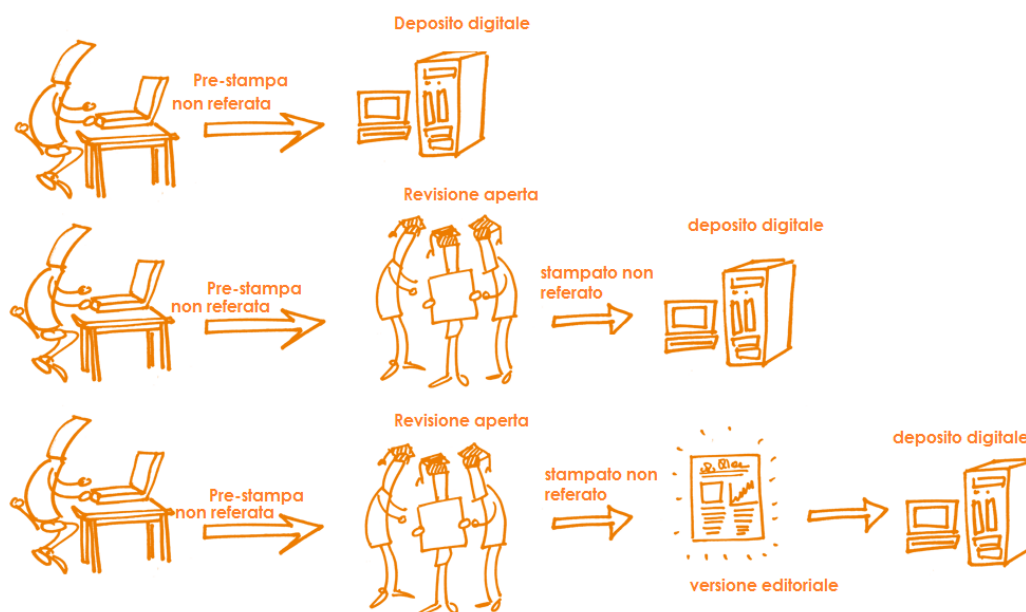 Deposito digitale
Pre-stampa
non referata
Revisione aperta
deposito digitale
stampato non
referato
Pre-stampa
non referata
Revisione aperta
deposito digitale
stampato non
referato
Pre-stampa
non referata
versione editoriale